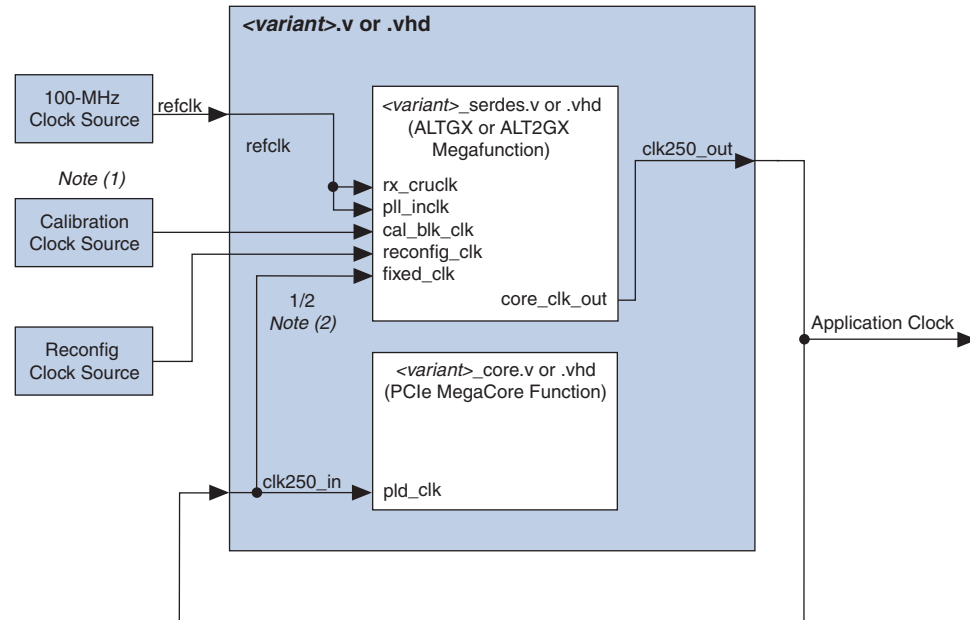 <variant>.v or .vhd
100-MHz
Clock Source
refclk
refclk
Note (1)
Calibration
Clock Source
Reconfig
Clock Source
<variant>_serdes.v or .vhd
(ALTGX or ALT2GX
Megafunction)
rx_cruclk
pll_inclk
cal_blk_clk
reconfig_clk
fixed_clk
core_clk_out
1/2
Note (2)
clk250_out
Application Clock
<variant>_core.v or .vhd
(PCIe MegaCore Function)
clk250_in
pld_clk